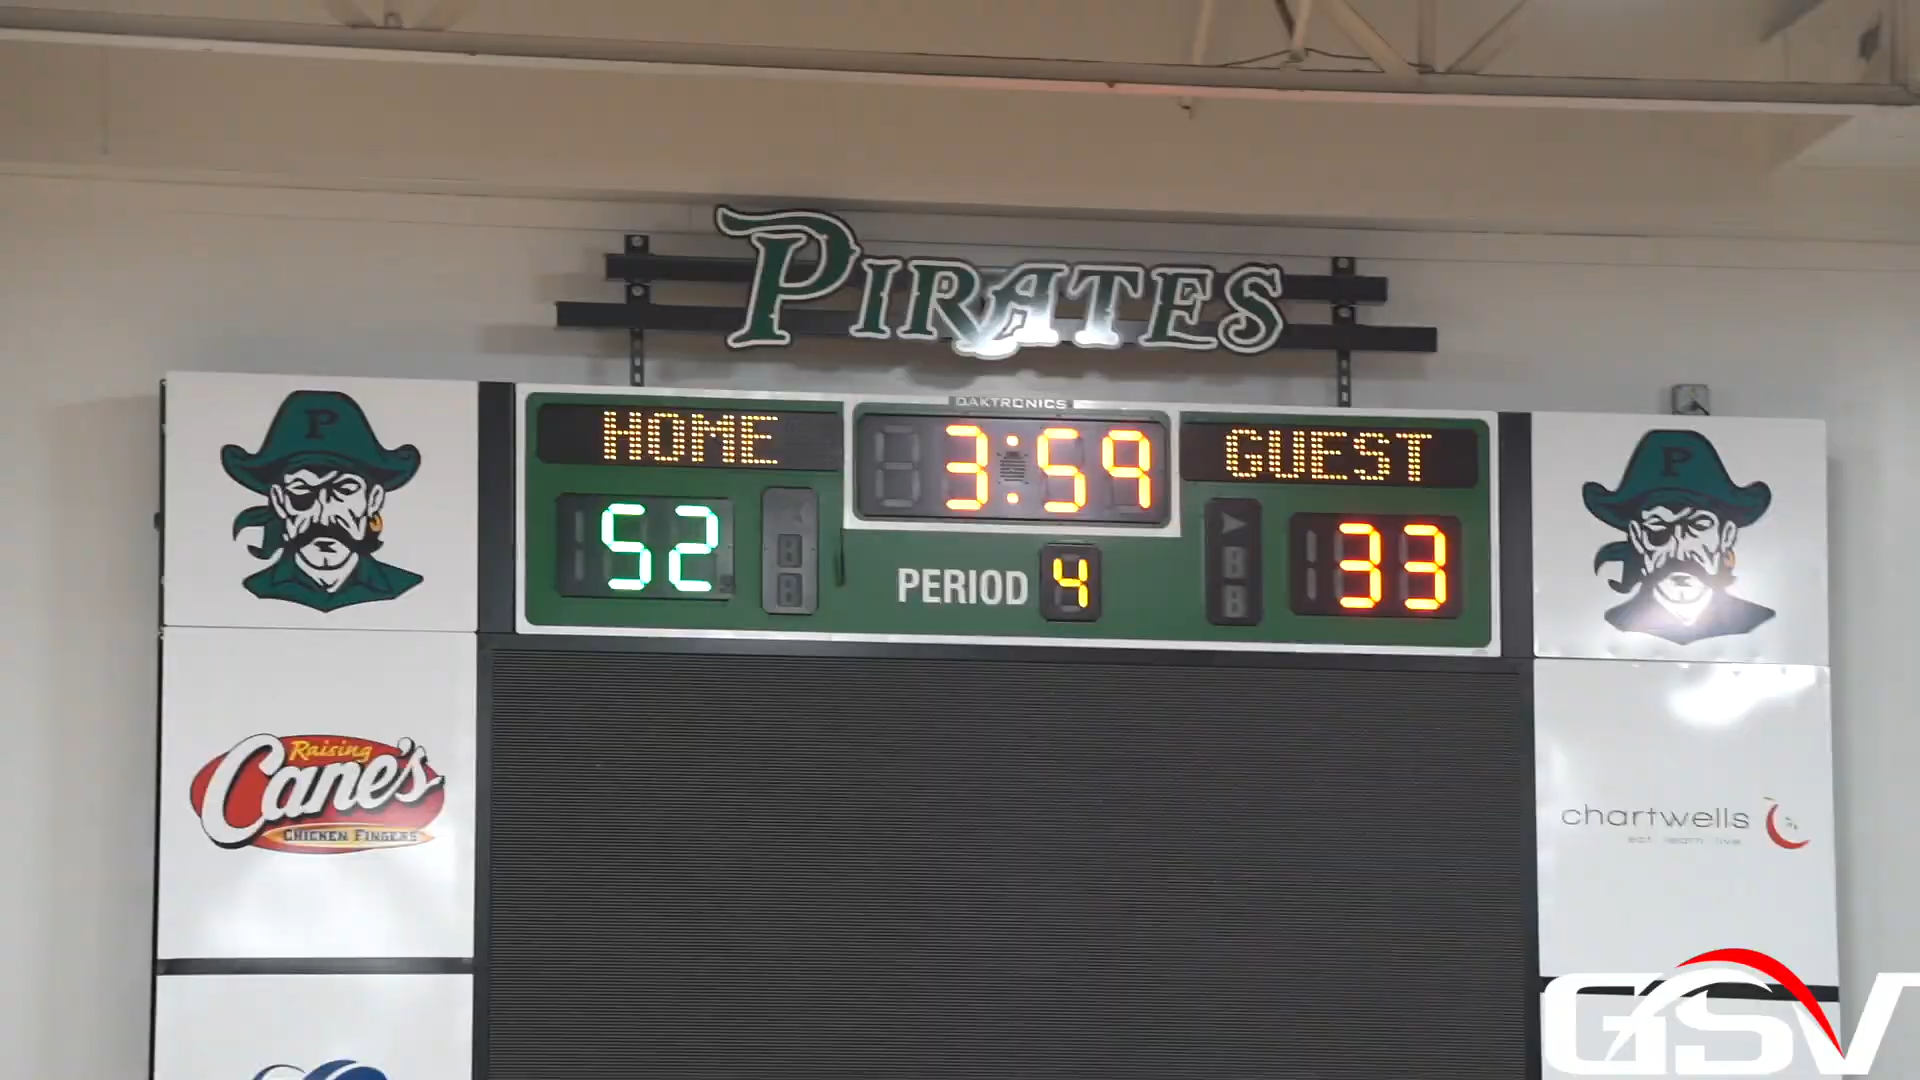 PIRATES
DAKTRONICS
HOME 3:59 GUEST
52 33
PERIOD 4
B B
B B
P P
Raising
Cane's
CHICKEN FINGERS
chartwells
eat learn live
GSV